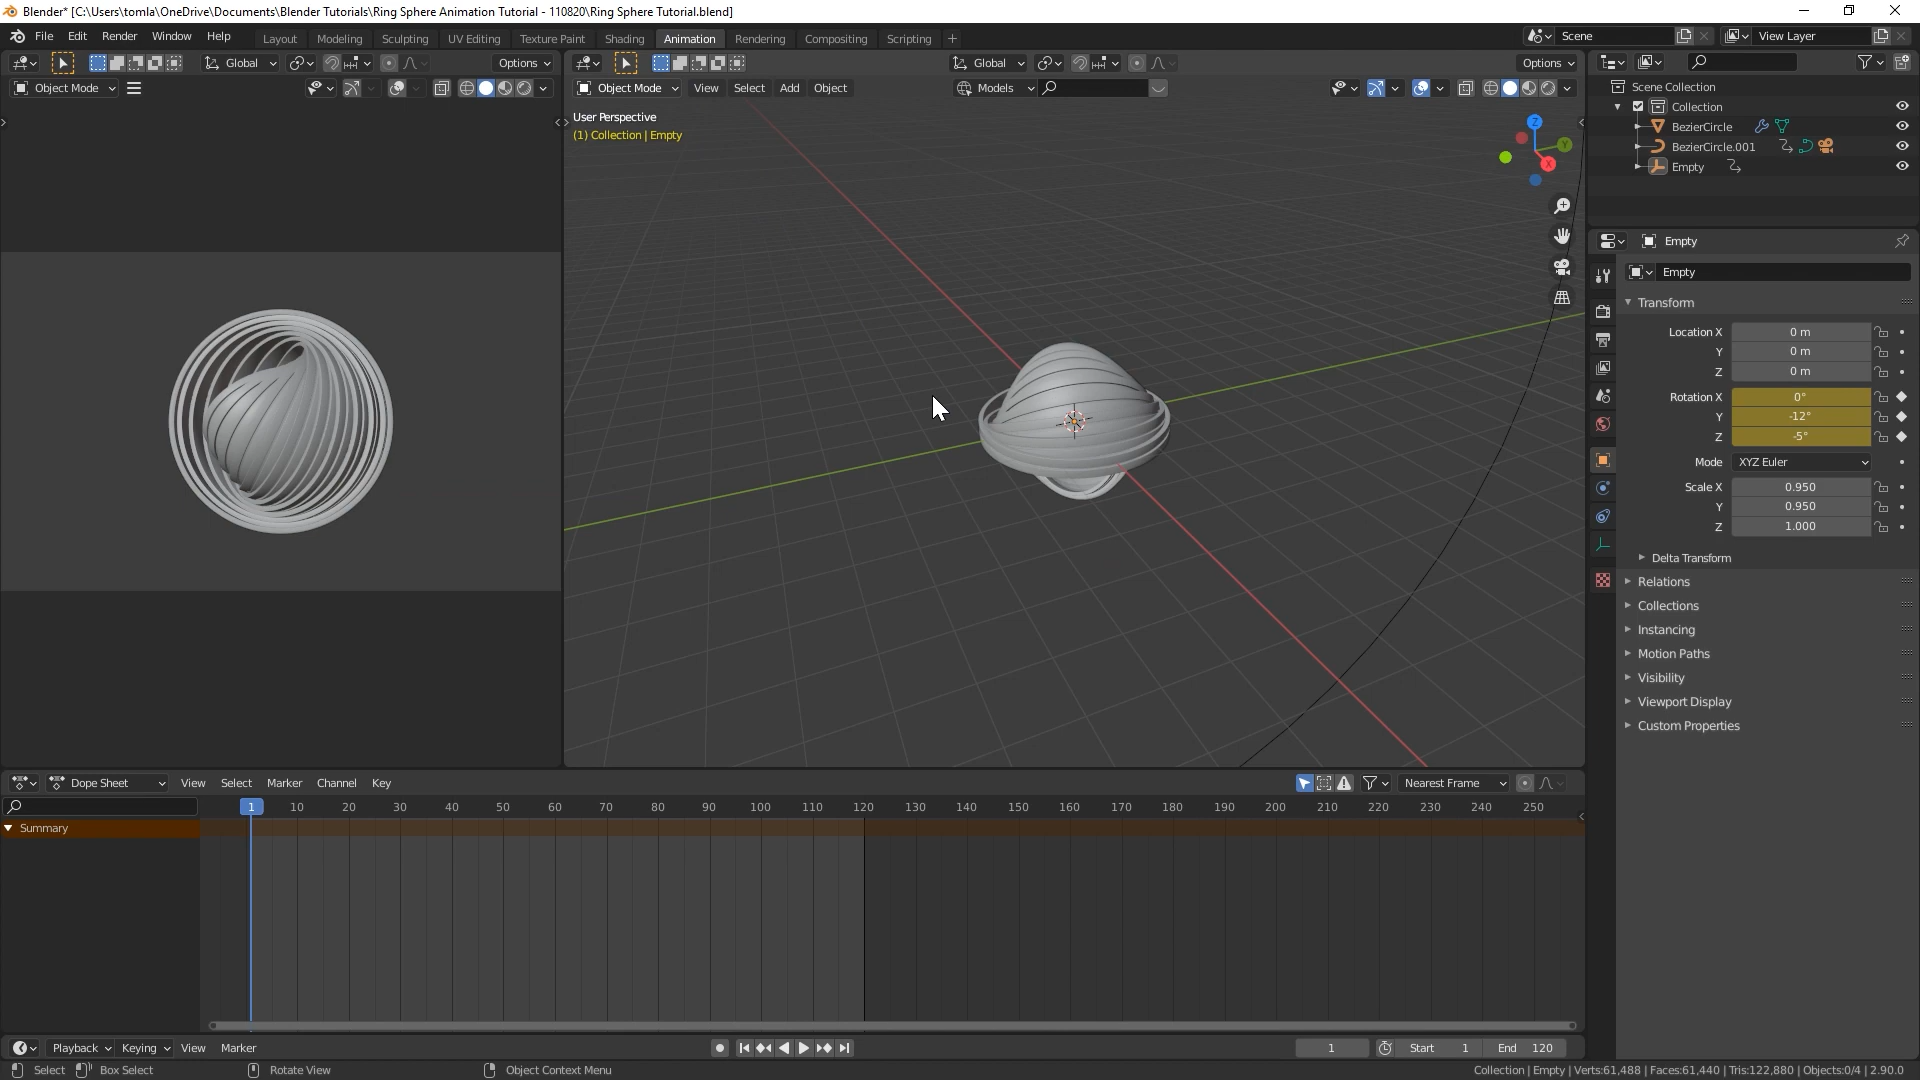 Blender* [C:\Users\tomla\OneDrive\Documents\Blender Tutorials\Ring Sphere Animation Tutorial - 110820\Ring Sphere Tutorial.blend]
File Edit Render Window Help Layout Modeling Sculpting UV Editing Texture Paint Shading Animation Rendering Compositing Scripting + Scene View Layer
Global Options Global Options
Object Mode Object Mode View Select Add Object Models
User Perspective
(1) Collection | Empty
Z
Y
X
Scene Collection
Collection
BezierCircle
BezierCircle.001
Empty
Empty
Empty
Transform
Location X 0 m
Y 0 m
Z 0 m
Rotation X 0°
Y -12°
Z -5°
Mode XYZ Euler
Scale X 0.950
Y 0.950
Z 1.000
Delta Transform
Relations
Collections
Instancing
Motion Paths
Visibility
Viewport Display
Custom Properties
Dope Sheet View Select Marker Channel Key Nearest Frame
1 10 20 30 40 50 60 70 80 90 100 110 120 130 140 150 160 170 180 190 200 210 220 230 240 250
Summary
Playback Keying View Marker 1 Start 1 End 120
Select Box Select Rotate View Object Context Menu Collection | Empty | Verts:61,488 | Faces:61,440 | Tris:122,880 | Objects:0/4 | 2.90.0